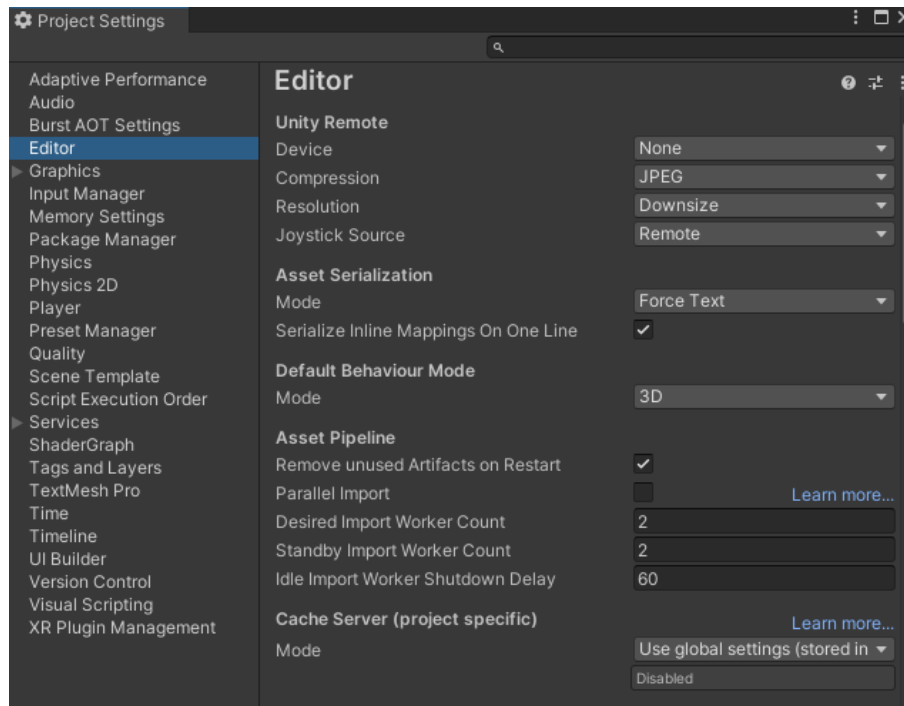 Project Settings
Adaptive Performance
Audio
Burst AOT Settings
Editor
Graphics
Input Manager
Memory Settings
Package Manager
Physics
Physics 2D
Player
Preset Manager
Quality
Scene Template
Script Execution Order
Services
ShaderGraph
Tags and Layers
TextMesh Pro
Time
Timeline
UI Builder
Version Control
Visual Scripting
XR Plugin Management
Editor
Unity Remote
Device None
Compression JPEG
Resolution Downsize
Joystick Source Remote
Asset Serialization
Mode Force Text
Serialize Inline Mappings On One Line
Default Behaviour Mode
Mode 3D
Asset Pipeline
Remove unused Artifacts on Restart
Parallel Import Learn more...
Desired Import Worker Count 2
Standby Import Worker Count 2
Idle Import Worker Shutdown Delay 60
Cache Server (project specific) Learn more...
Mode Use global settings (stored in
Disabled